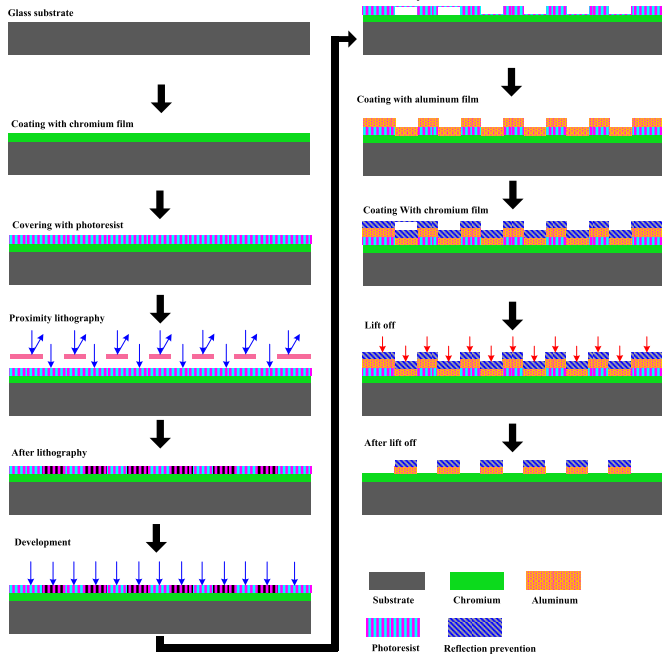 Glass substrate
Coating with chromium film
Covering with photoresist
Proximity lithography
After lithography
Development
Coating with aluminum film
Coating With chromium film
Lift off
After lift off
Substrate
Chromium
Aluminum
Photoresist
Reflection prevention